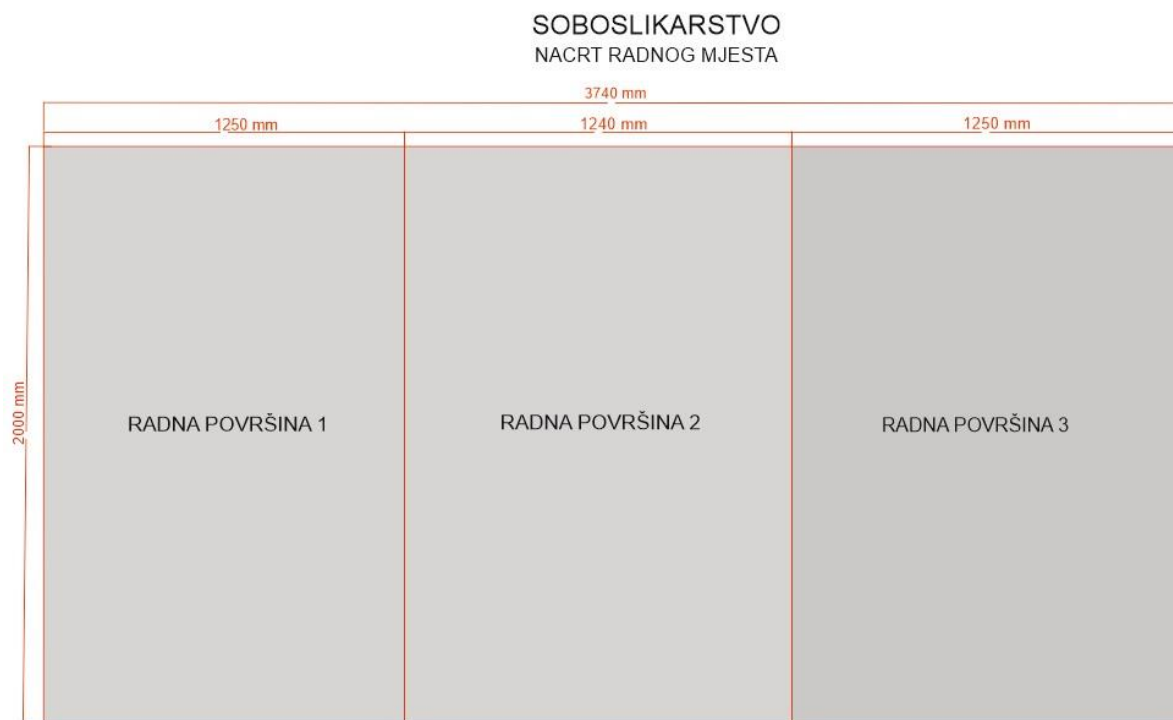 SOBOSLIKARSTVO
NACRT RADNOG MJESTA
3740 mm
1250 mm
1240 mm
1250 mm
2000 mm
RADNA POVRŠINA 1
RADNA POVRŠINA 2
RADNA POVRŠINA 3